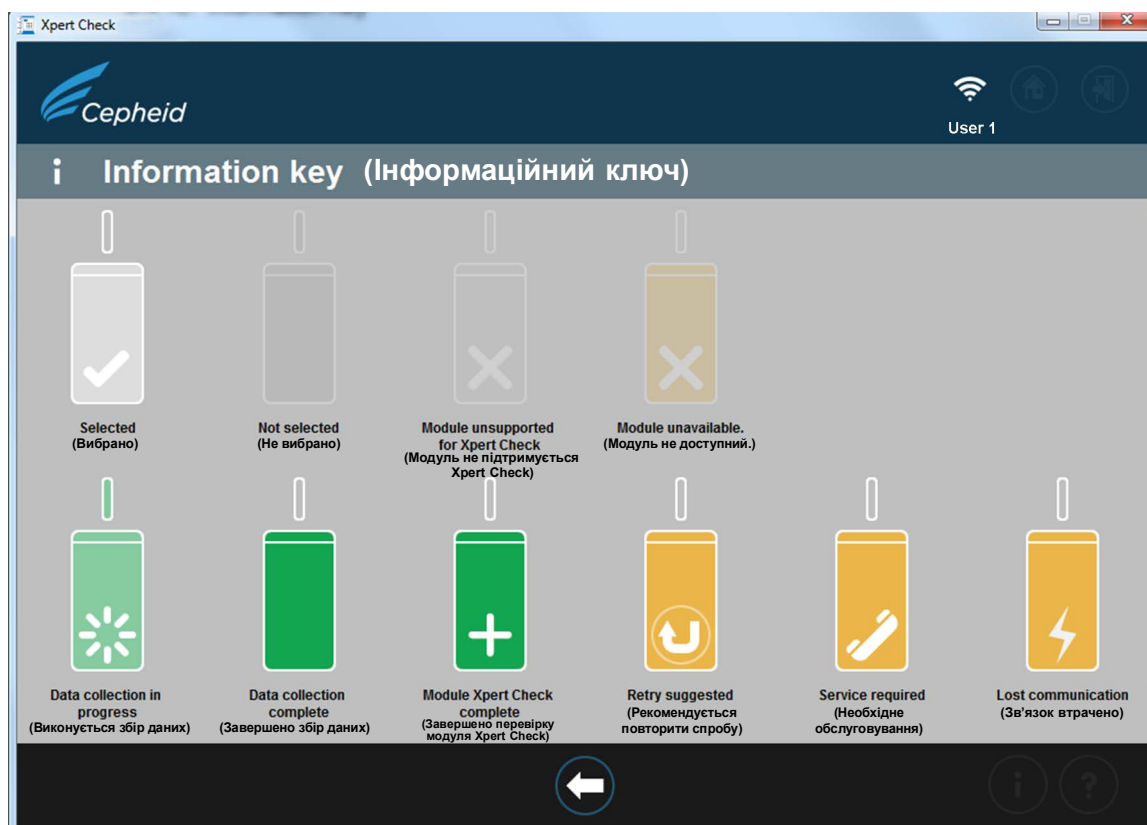 Xpert Check
Cepheid
User 1
i Information key (Інформаційний ключ)
Selected
(Вибрано)
Not selected
(Не вибрано)
Module unsupported
for Xpert Check
(Модуль не підтримується
Xpert Check)
Module unavailable.
(Модуль не доступний.)
Data collection in
progress
(Виконується збір даних)
Data collection
complete
(Завершено збір даних)
Module Xpert Check
complete
(Завершено перевірку
модуля Xpert Check)
Retry suggested
(Рекомендується
повторити спробу)
Service required
(Необхідне
обслуговування)
Lost communication
(Зв'язок втрачено)
i ?